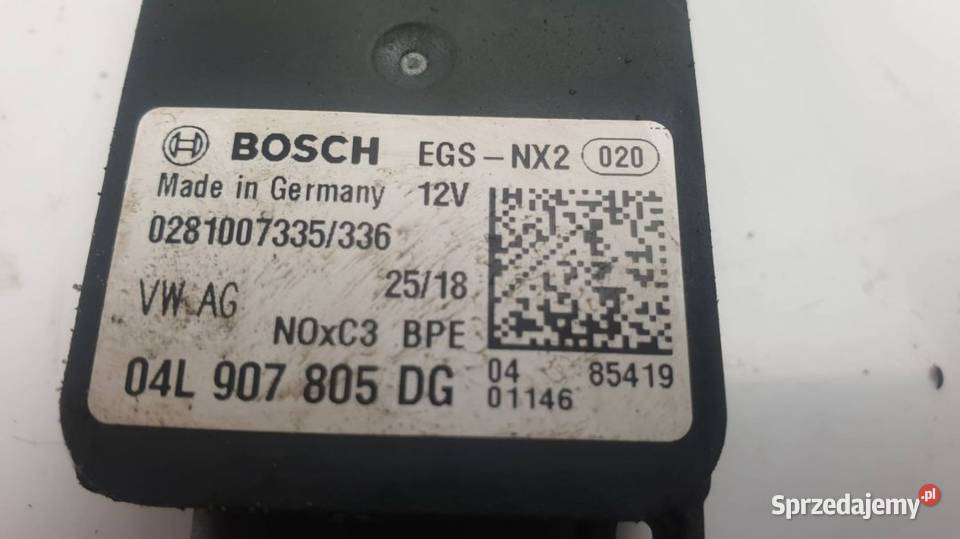 BOSCH EGS-NX2 020
Made in Germany 12V
0281007335/336
VW AG 25/18
NOxC3 BPE
04L 907 805 DG
04 85419
01146
Sprzedajemy.pl